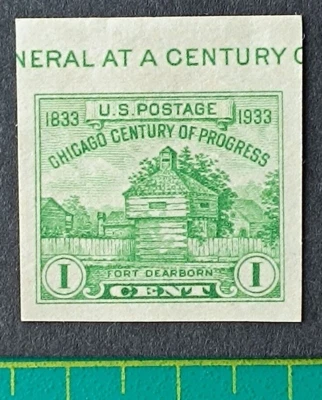 NERAL AT A CENTURY
U.S. POSTAGE
1833 1933
CHICAGO CENTURY OF PROGRESS
FORT DEARBORN
1 CENT 1